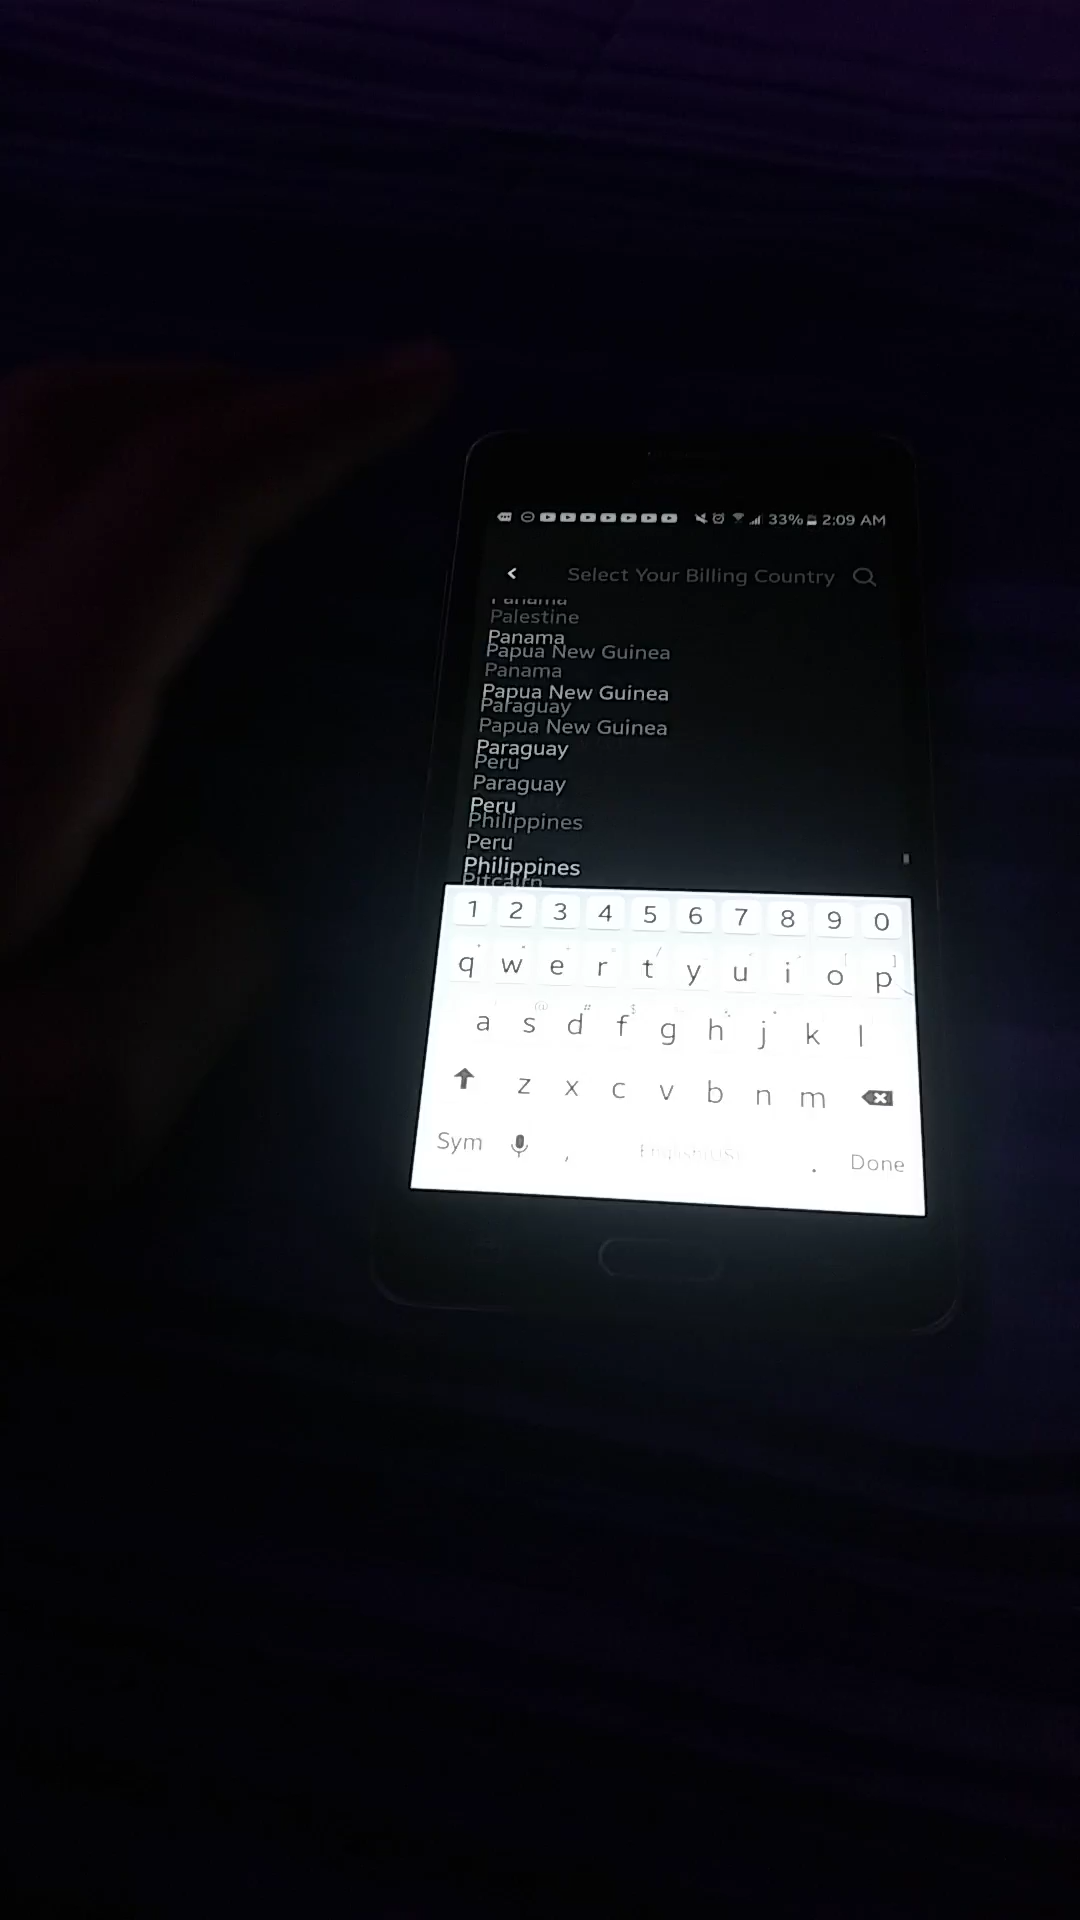 33% 2:09 AM
Select Your Billing Country
Panama
Palestine
Panama
Papua New Guinea
Panama
Papua New Guinea
Paraguay
Papua New Guinea
Paraguay
Peru
Paraguay
Peru
Philippines
Peru
Philippines
Pitcairn
1 2 3 4 5 6 7 8 9 0
q w e r t y u i o p
a s d f g h j k l
z x c v b n m
Sym , English(US) . Done